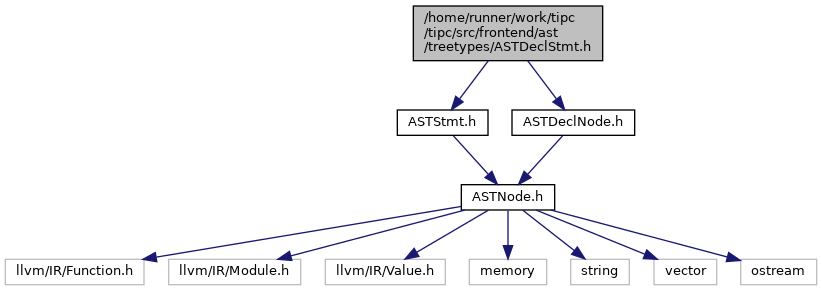 /home/runner/work/tipc
/tipc/src/frontend/ast
/treetypes/ASTDeclStmt.h
ASTStmt.h
ASTDeclNode.h
ASTNode.h
llvm/IR/Function.h
llvm/IR/Module.h
llvm/IR/Value.h
memory
string
vector
ostream